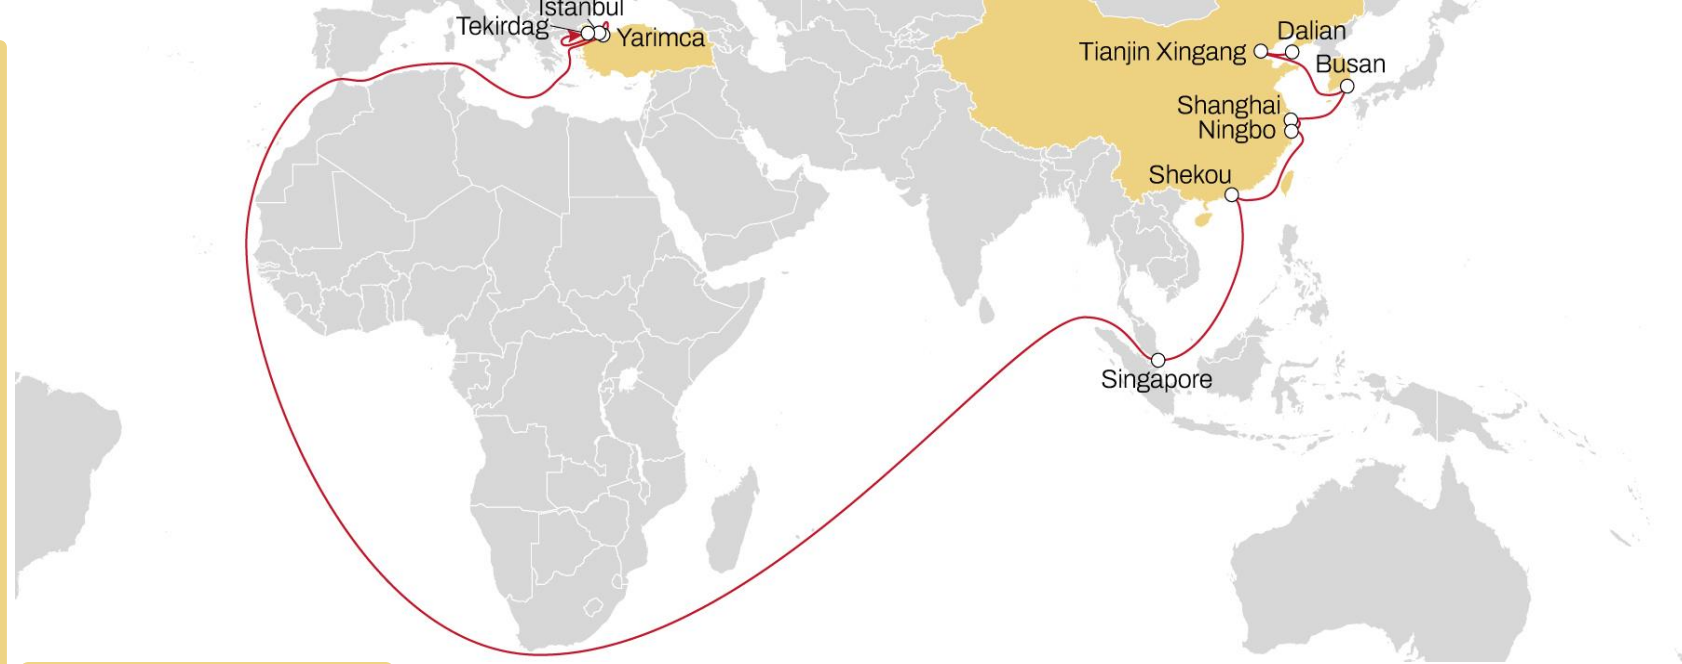 Istanbul
Tekirdag
Yarimca
Dalian
Tianjin Xingang
Busan
Shanghai
Ningbo
Shekou
Singapore